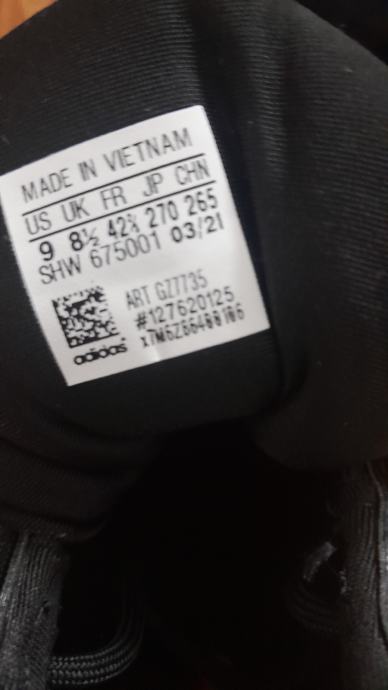 MADE IN VIETNAM
US UK FR JP CHN
9 8½ 42⅔ 270 265
SHW 675001 03/21
ART GZ7735
#127620125
adidas